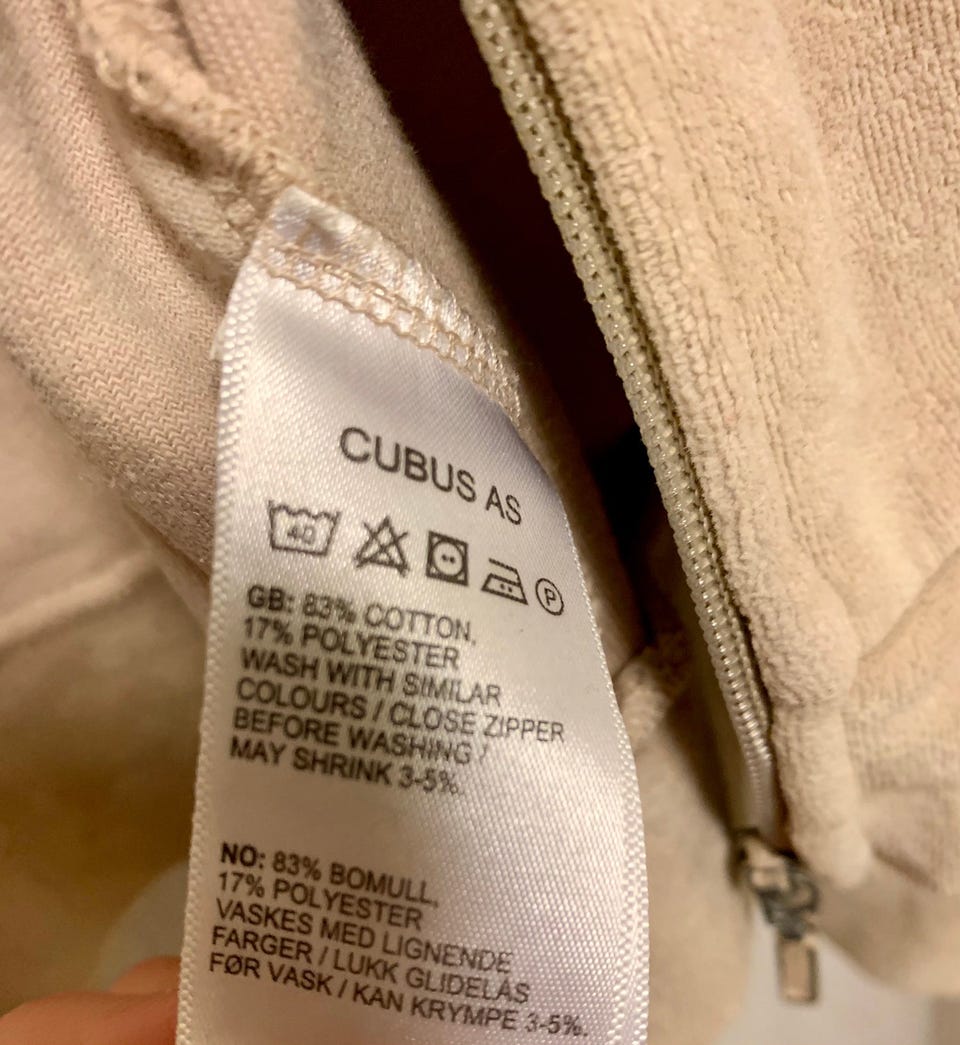 CUBUS AS
40
P
GB: 83% COTTON.
17% POLYESTER
WASH WITH SIMILAR
COLOURS / CLOSE ZIPPER
BEFORE WASHING /
MAY SHRINK 3-5%.
NO: 83% BOMULL.
17% POLYESTER
VASKES MED LIGNENDE
FARGER / LUKK GLIDELÅS
FØR VASK / KAN KRYMPE 3-5%.